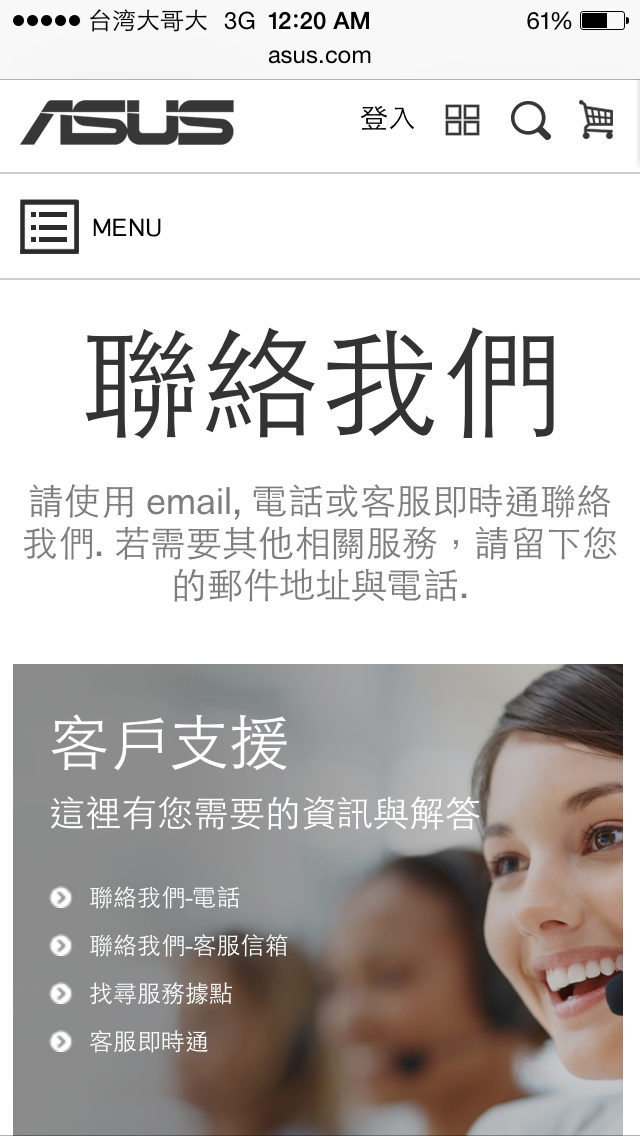 台湾大哥大 3G 12:20 AM 61%
asus.com
ASUS 登入
MENU
聯絡我們
請使用 email, 電話或客服即時通聯絡
我們. 若需要其他相關服務，請留下您
的郵件地址與電話.
客戶支援
這裡有您需要的資訊與解答
聯絡我們-電話
聯絡我們-客服信箱
找尋服務據點
客服即時通